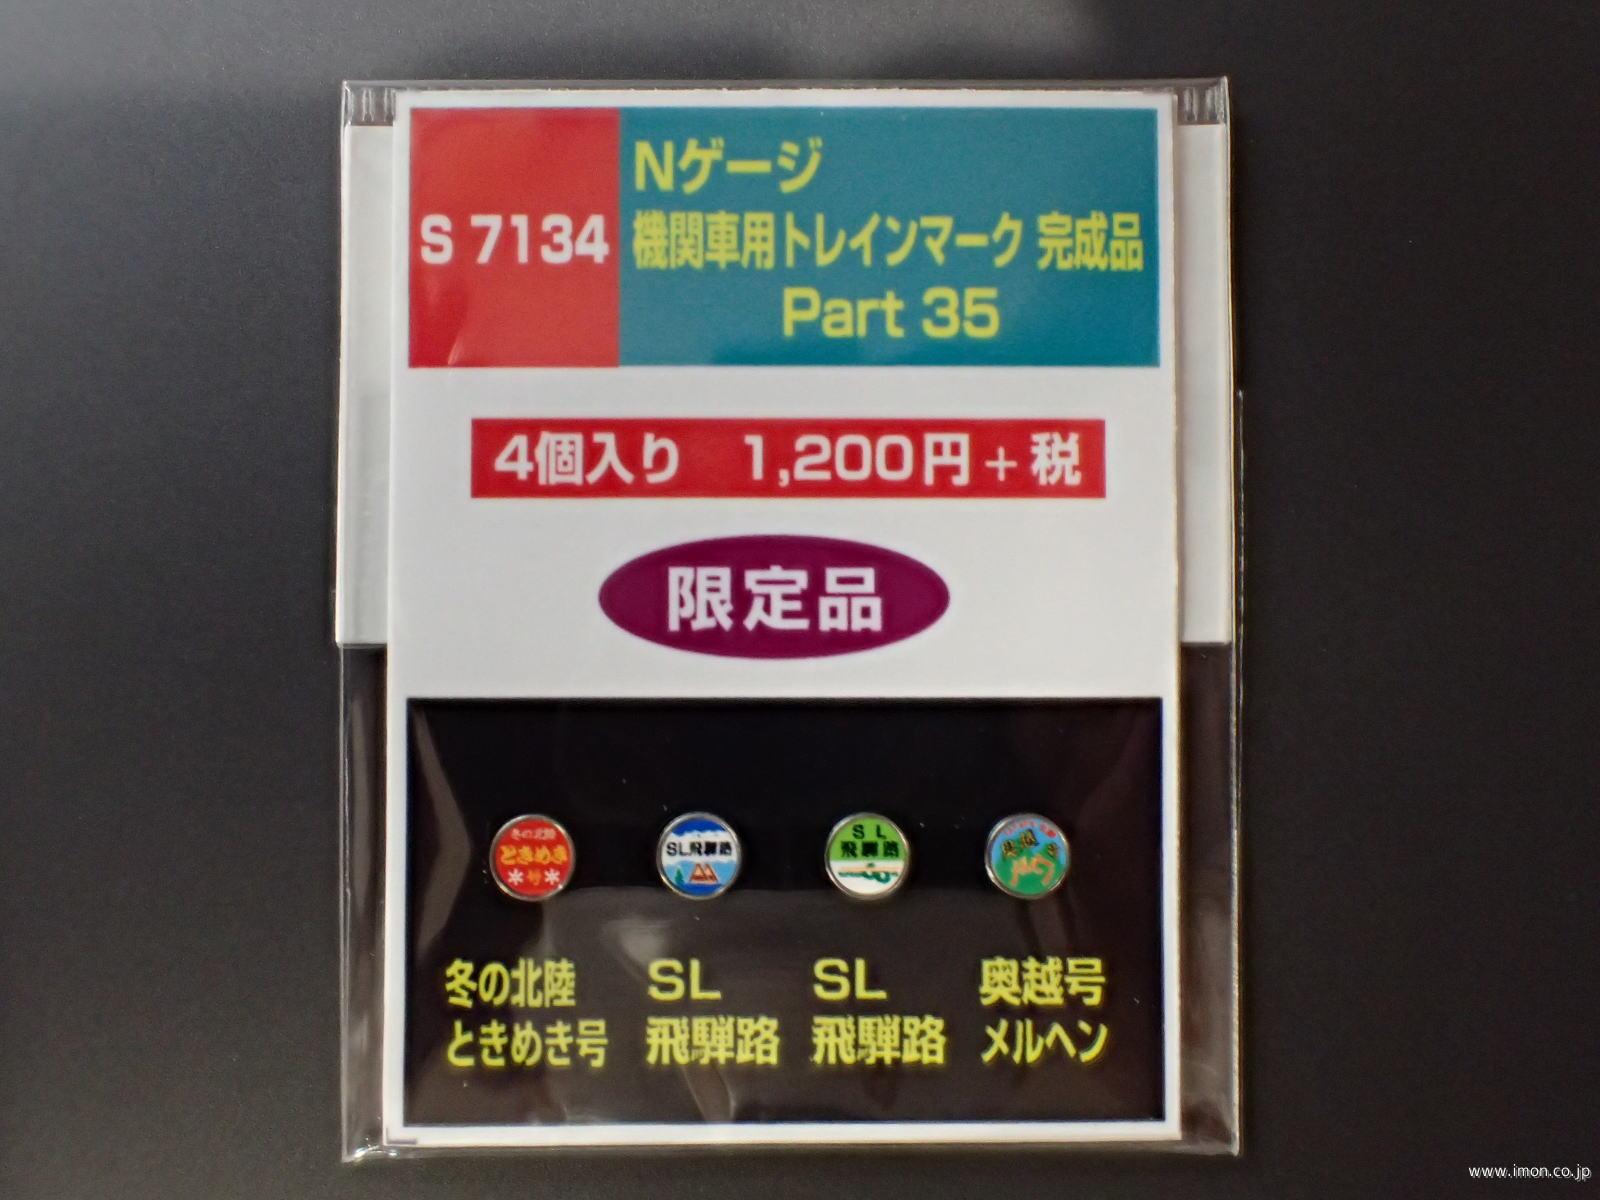 S 7134
Nゲージ
機関車用トレインマーク 完成品
Part 35
4個入り 1,200円+税
限定品
冬の北陸
ときめき
*号*
SL飛騨路
SL
飛騨路
冬の北陸
ときめき号
SL
飛騨路
SL
飛騨路
奥越号
メルヘン
www.imon.co.jp